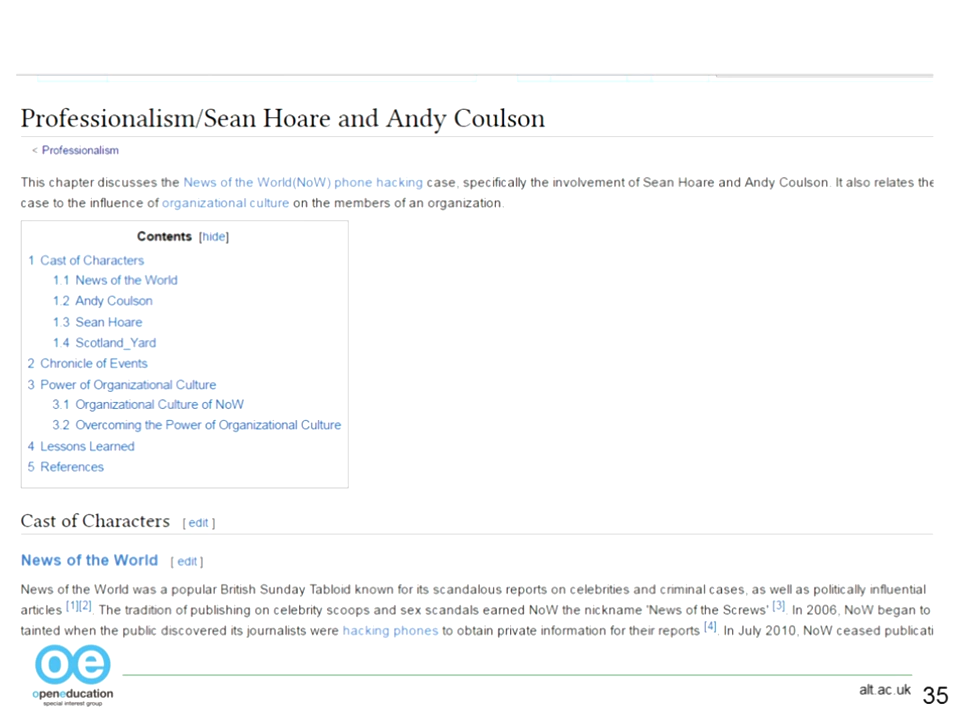 Professionalism/Sean Hoare and Andy Coulson
< Professionalism
This chapter discusses the News of the World(NoW) phone hacking case, specifically the involvement of Sean Hoare and Andy Coulson. It also relates the
case to the influence of organizational culture on the members of an organization.
Contents [hide]
1 Cast of Characters
1.1 News of the World
1.2 Andy Coulson
1.3 Sean Hoare
1.4 Scotland_Yard
2 Chronicle of Events
3 Power of Organizational Culture
3.1 Organizational Culture of NoW
3.2 Overcoming the Power of Organizational Culture
4 Lessons Learned
5 References
Cast of Characters [ edit ]
News of the World [ edit ]
News of the World was a popular British Sunday Tabloid known for its scandalous reports on celebrities and criminal cases, as well as politically influential
articles [1][2]. The tradition of publishing on celebrity scoops and sex scandals earned NoW the nickname 'News of the Screws' [3]. In 2006, NoW began to
tainted when the public discovered its journalists were hacking phones to obtain private information for their reports [4]. In July 2010, NoW ceased publicati
oe
openeducation
special interest group
alt.ac.uk
35